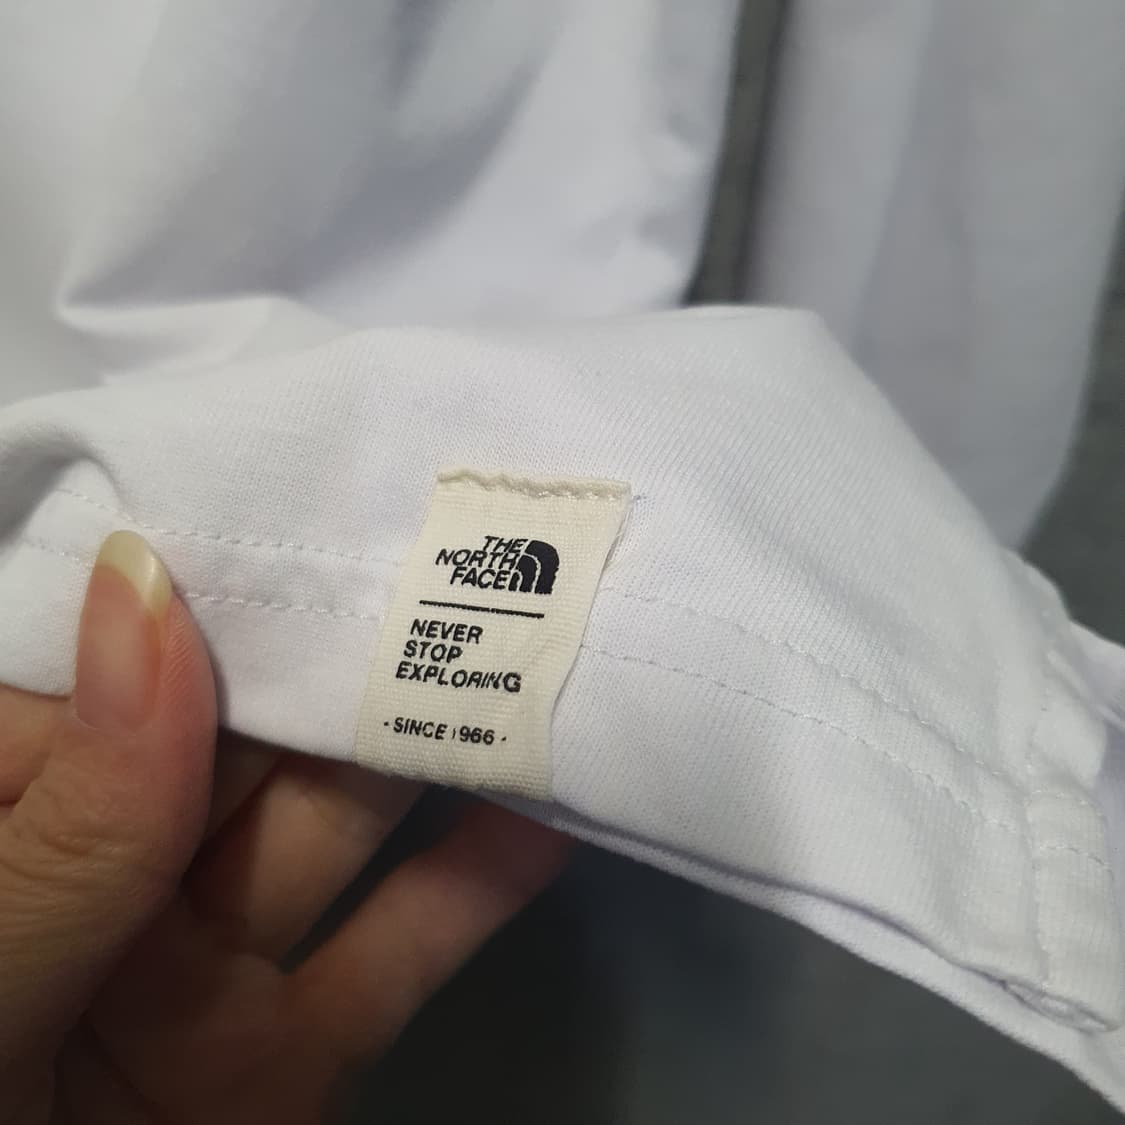 THE
NORTH
FACE
NEVER
STOP
EXPLORING
- SINCE 1966 -